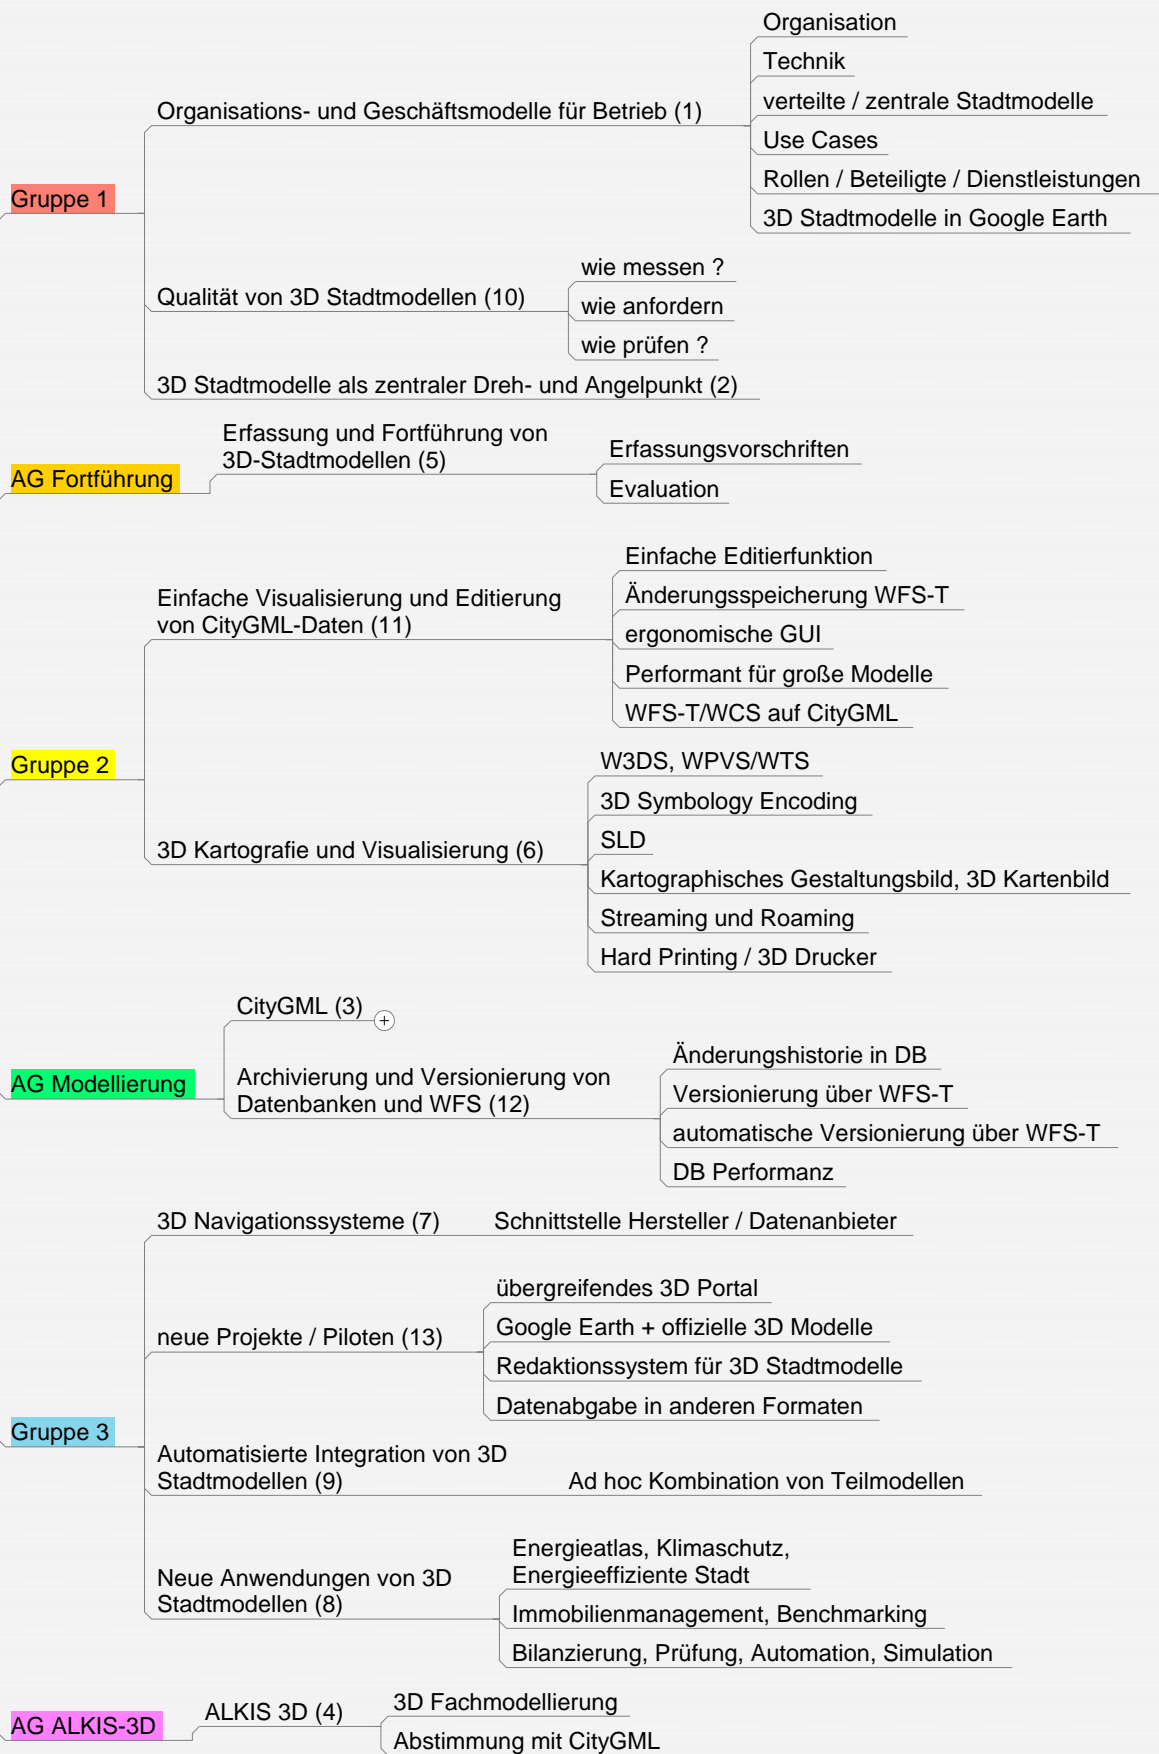 Gruppe 1
Organisations- und Geschäftsmodelle für Betrieb (1)
Organisation
Technik
verteilte / zentrale Stadtmodelle
Use Cases
Rollen / Beteiligte / Dienstleistungen
3D Stadtmodelle in Google Earth
Qualität von 3D Stadtmodellen (10)
wie messen ?
wie anfordern
wie prüfen ?
3D Stadtmodelle als zentraler Dreh- und Angelpunkt (2)
AG Fortführung
Erfassung und Fortführung von
3D-Stadtmodellen (5)
Erfassungsvorschriften
Evaluation
Gruppe 2
Einfache Visualisierung und Editierung
von CityGML-Daten (11)
Einfache Editierfunktion
Änderungsspeicherung WFS-T
ergonomische GUI
Performant für große Modelle
WFS-T/WCS auf CityGML
3D Kartografie und Visualisierung (6)
W3DS, WPVS/WTS
3D Symbology Encoding
SLD
Kartographisches Gestaltungsbild, 3D Kartenbild
Streaming und Roaming
Hard Printing / 3D Drucker
AG Modellierung
CityGML (3)
Archivierung und Versionierung von
Datenbanken und WFS (12)
Änderungshistorie in DB
Versionierung über WFS-T
automatische Versionierung über WFS-T
DB Performanz
Gruppe 3
3D Navigationssysteme (7)
Schnittstelle Hersteller / Datenanbieter
neue Projekte / Piloten (13)
übergreifendes 3D Portal
Google Earth + offizielle 3D Modelle
Redaktionssystem für 3D Stadtmodelle
Datenabgabe in anderen Formaten
Automatisierte Integration von 3D
Stadtmodellen (9)
Ad hoc Kombination von Teilmodellen
Neue Anwendungen von 3D
Stadtmodellen (8)
Energieatlas, Klimaschutz,
Energieeffiziente Stadt
Immobilienmanagement, Benchmarking
Bilanzierung, Prüfung, Automation, Simulation
AG ALKIS-3D
ALKIS 3D (4)
3D Fachmodellierung
Abstimmung mit CityGML